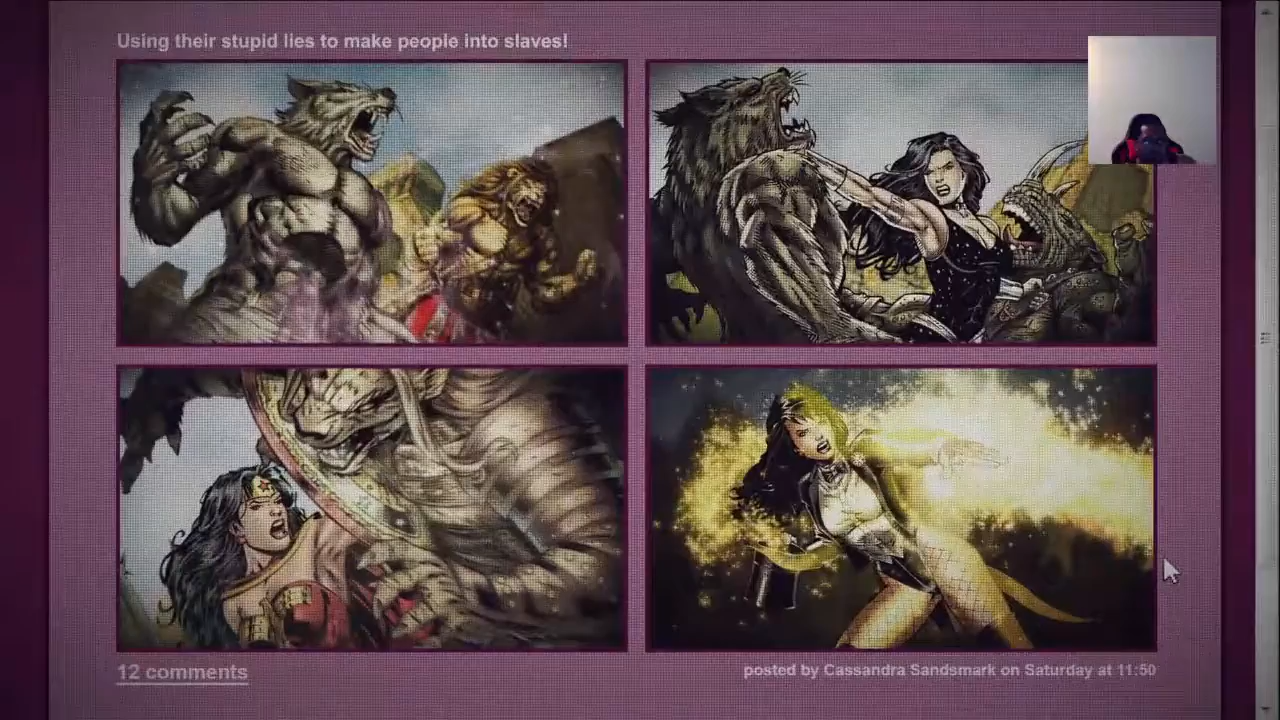 Using their stupid lies to make people into slaves!
12 comments
posted by Cassandra Sandsmark on Saturday at 11:50